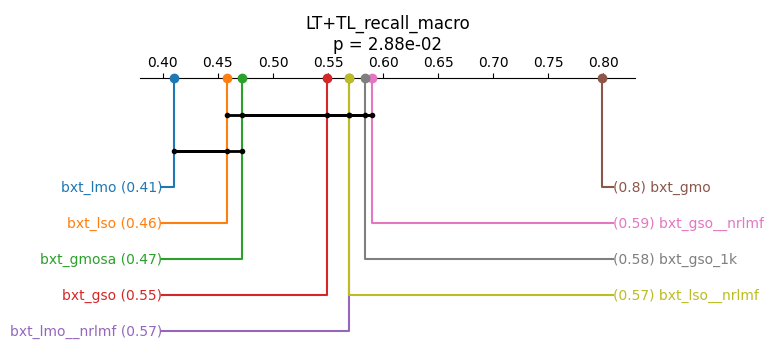 LT+TL_recall_macro
p = 2.88e-02
0.40 0.45 0.50 0.55 0.60 0.65 0.70 0.75 0.80
bxt_lmo (0.41) (0.8) bxt_gmo
bxt_lso (0.46) (0.59) bxt_gso__nrlmf
bxt_gmosa (0.47) (0.58) bxt_gso_1k
bxt_gso (0.55) (0.57) bxt_lso__nrlmf
bxt_lmo__nrlmf (0.57)